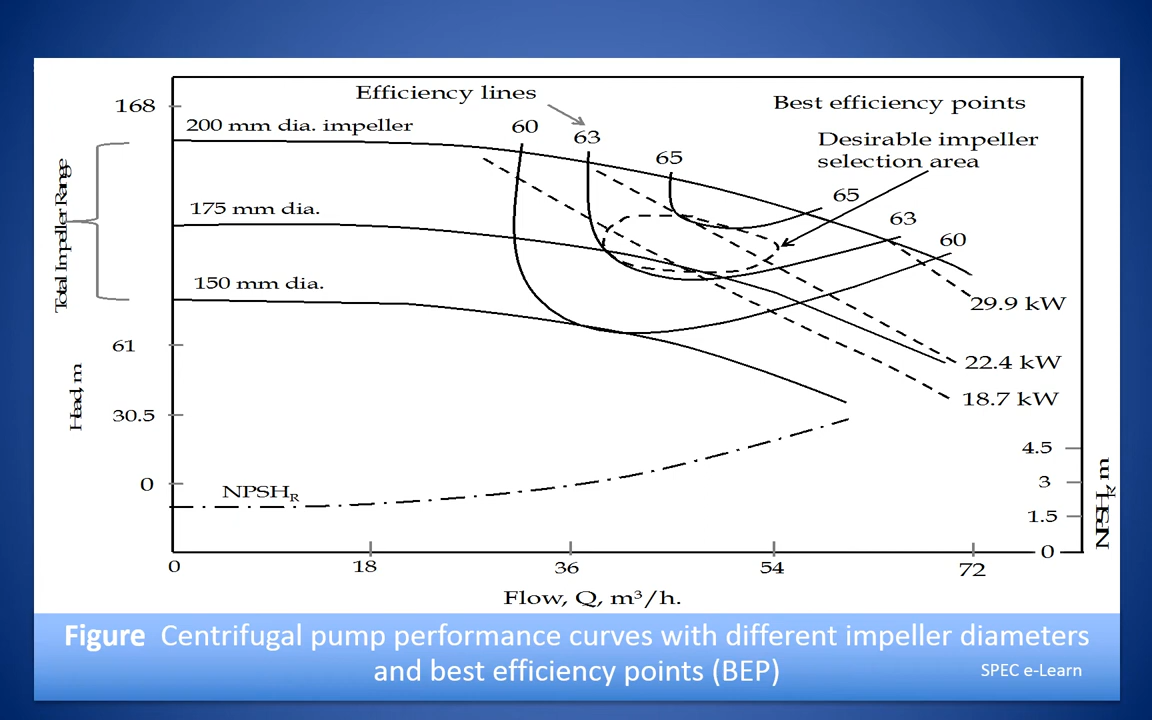 Efficiency lines
Best efficiency points
168
200 mm dia. impeller
60
63
Desirable impeller
selection area
65
Total Impeller Range
175 mm dia.
65
63
60
150 mm dia.
29.9 kW
61
22.4 kW
Head, m
18.7 kW
30.5
4.5
0
NPSHR
3
NPSHR, m
1.5
0
0
18
36
54
72
Flow, Q, m³/h.
Figure Centrifugal pump performance curves with different impeller diameters
and best efficiency points (BEP)
SPEC e-Learn